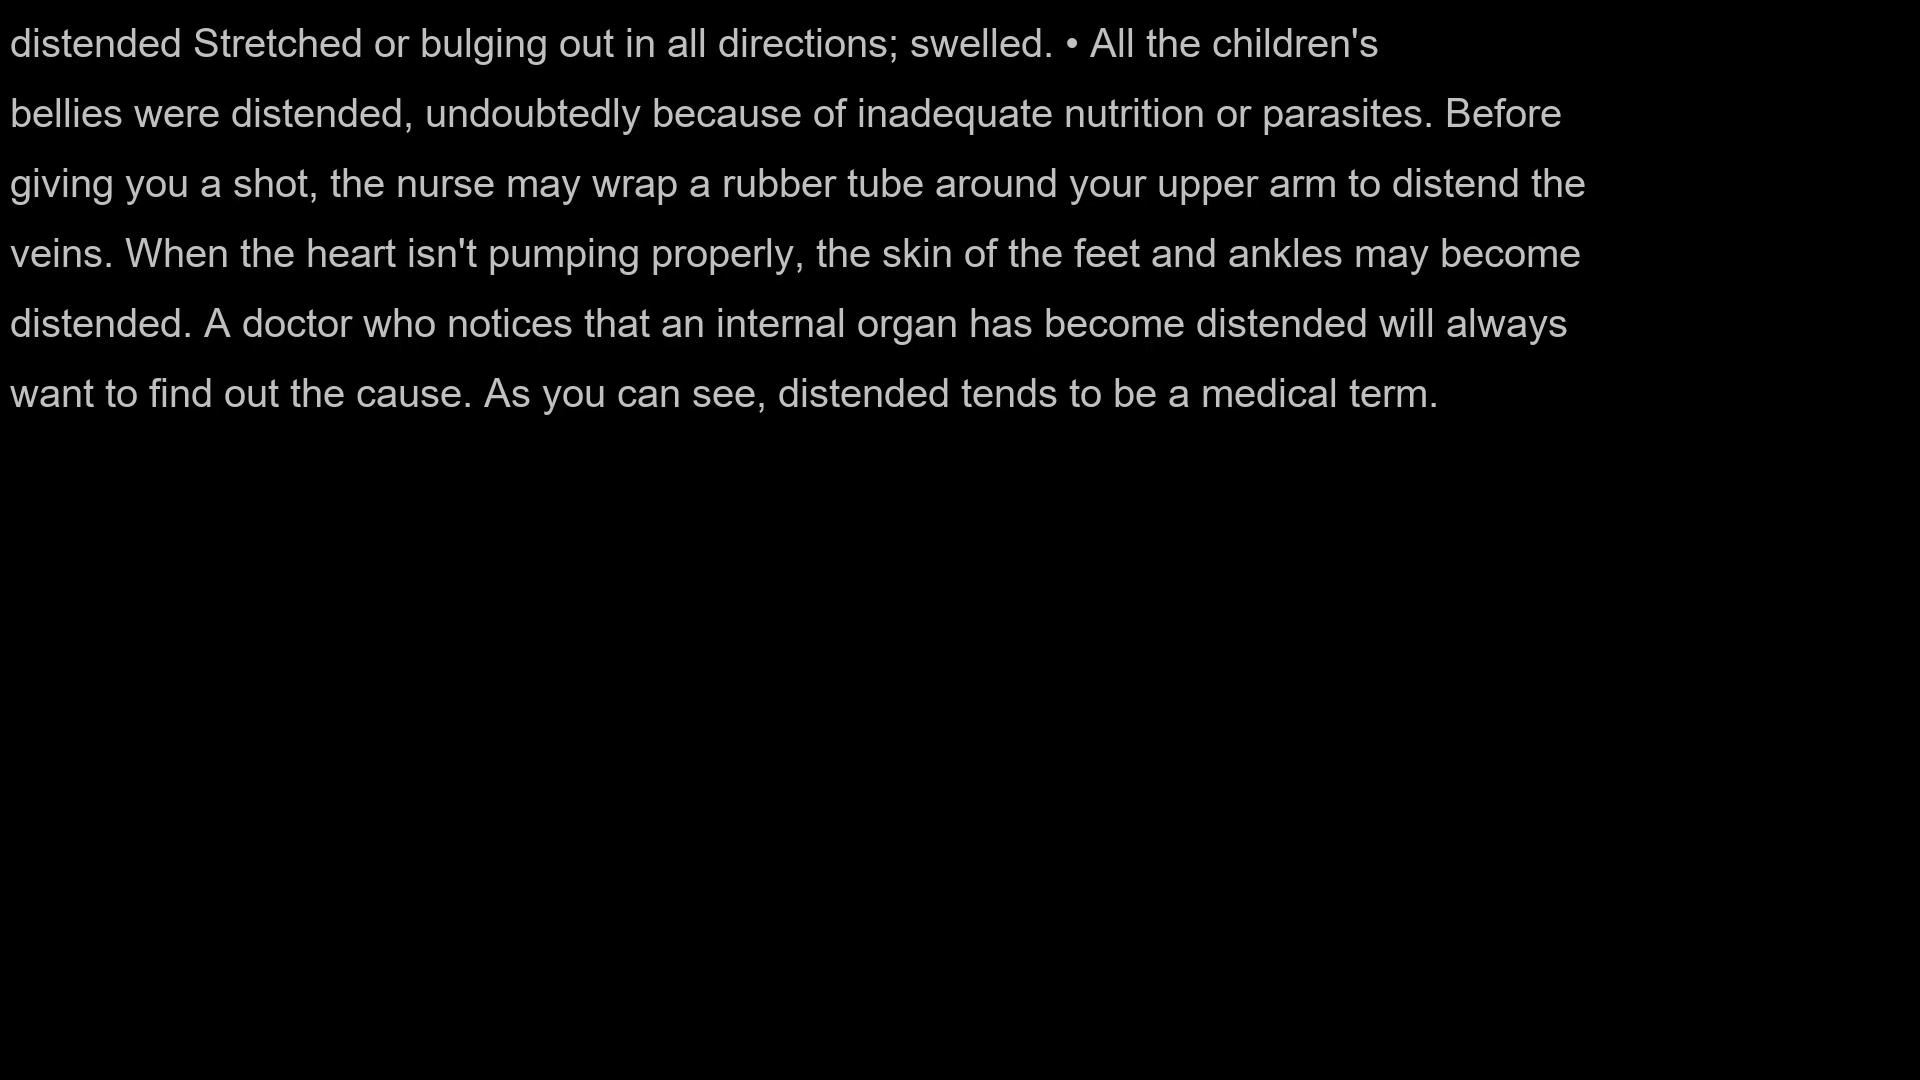 distended Stretched or bulging out in all directions; swelled. • All the children's
bellies were distended, undoubtedly because of inadequate nutrition or parasites. Before
giving you a shot, the nurse may wrap a rubber tube around your upper arm to distend the
veins. When the heart isn't pumping properly, the skin of the feet and ankles may become
distended. A doctor who notices that an internal organ has become distended will always
want to find out the cause. As you can see, distended tends to be a medical term.